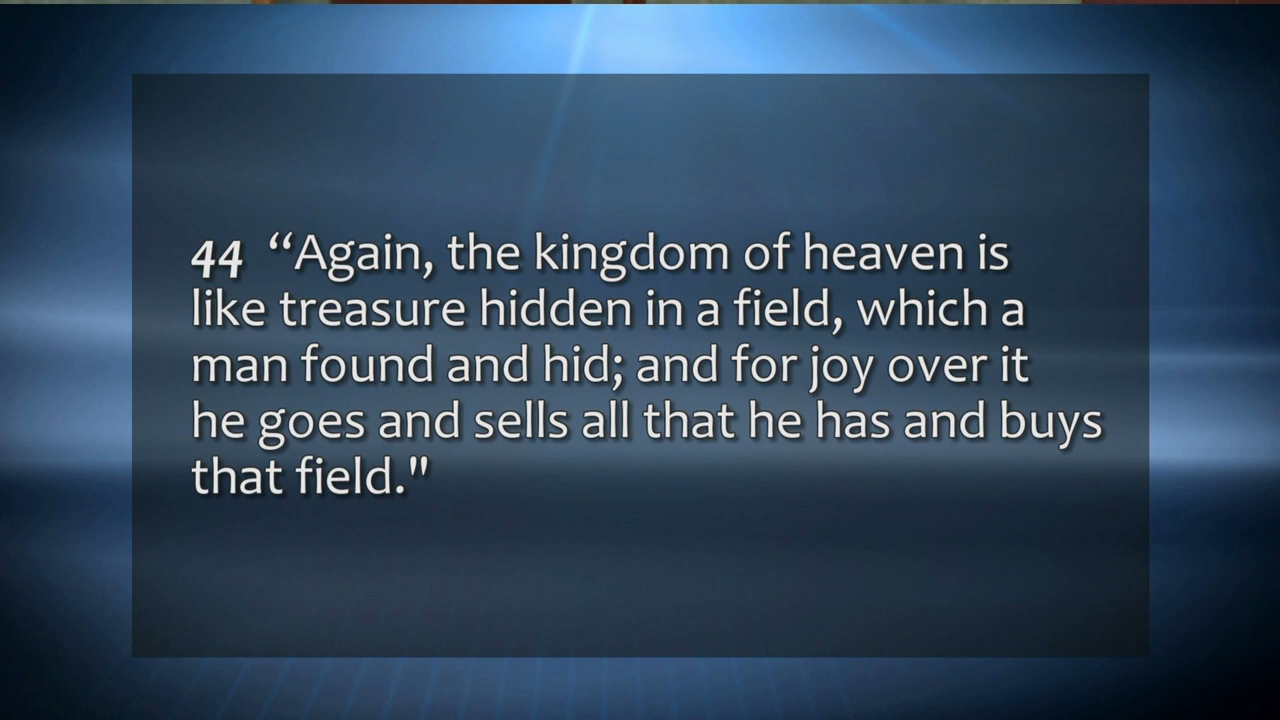 44 “Again, the kingdom of heaven is
like treasure hidden in a field, which a
man found and hid; and for joy over it
he goes and sells all that he has and buys
that field."